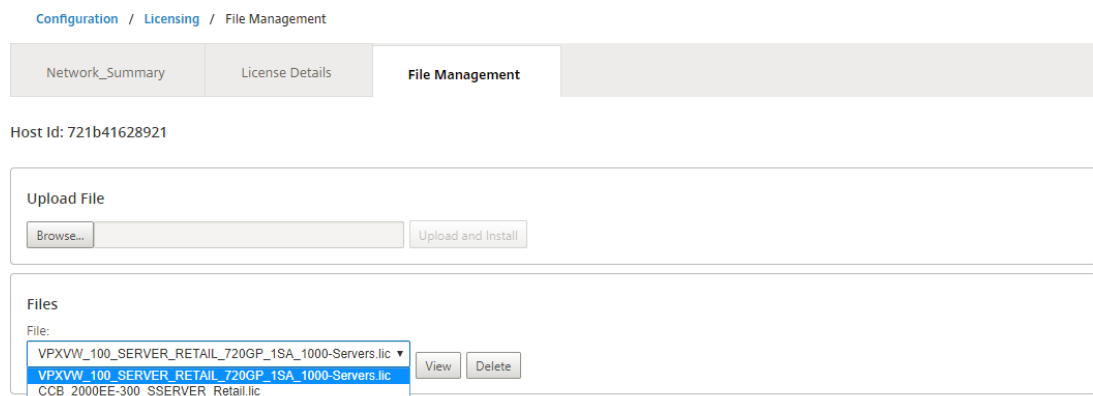 Configuration / Licensing / File Management
Network_Summary License Details File Management
Host Id: 721b41628921
Upload File
Browse... Upload and Install
Files
File:
VPXVW_100_SERVER_RETAIL_720GP_1SA_1000-Servers.lic ▼ View Delete
VPXVW_100_SERVER_RETAIL_720GP_1SA_1000-Servers.lic
CCB_2000EE-300_SSERVER_Retail.lic